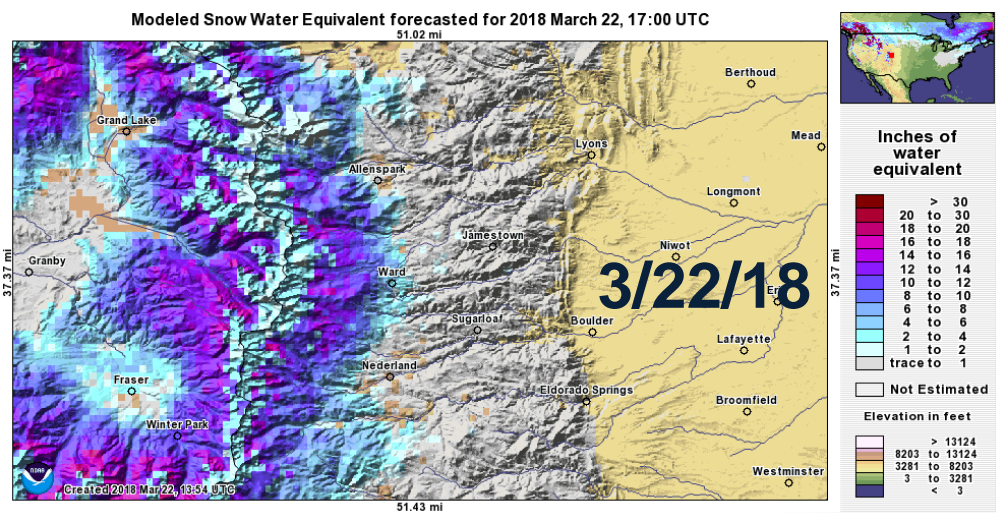 Modeled Snow Water Equivalent forecasted for 2018 March 22, 17:00 UTC
51.02 mi
Berthoud
Grand Lake
Mead
Lyons
Allenspark
Longmont
Jamestown
Niwot
37.37 mi
Granby
Ward
3/22/18
Er
37.37 mi
Sugarloaf
Boulder
Lafayette
Nederland
Fraser
Eldorado Springs
Broomfield
Winter Park
Westminster
NOAA
Created 2018 Mar 22, 13:54 UTC
51.43 mi
Inches of
water
equivalent
> 30
20 to 30
18 to 20
16 to 18
14 to 16
12 to 14
10 to 12
8 to 10
6 to 8
4 to 6
2 to 4
1 to 2
trace to 1
Not Estimated
Elevation in feet
> 13124
8203 to 13124
3281 to 8203
3 to 3281
< 3